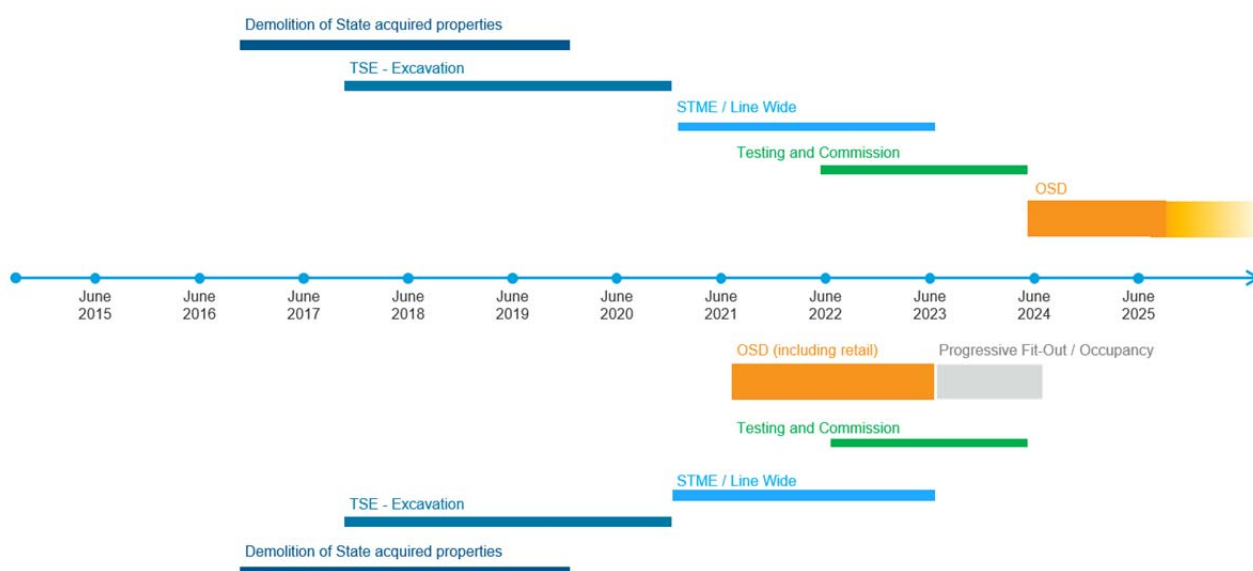 Demolition of State acquired properties
TSE - Excavation
STME / Line Wide
Testing and Commission
OSD
June
2015
June
2016
June
2017
June
2018
June
2019
June
2020
June
2021
June
2022
June
2023
June
2024
June
2025
OSD (including retail)
Progressive Fit-Out / Occupancy
Testing and Commission
STME / Line Wide
TSE - Excavation
Demolition of State acquired properties